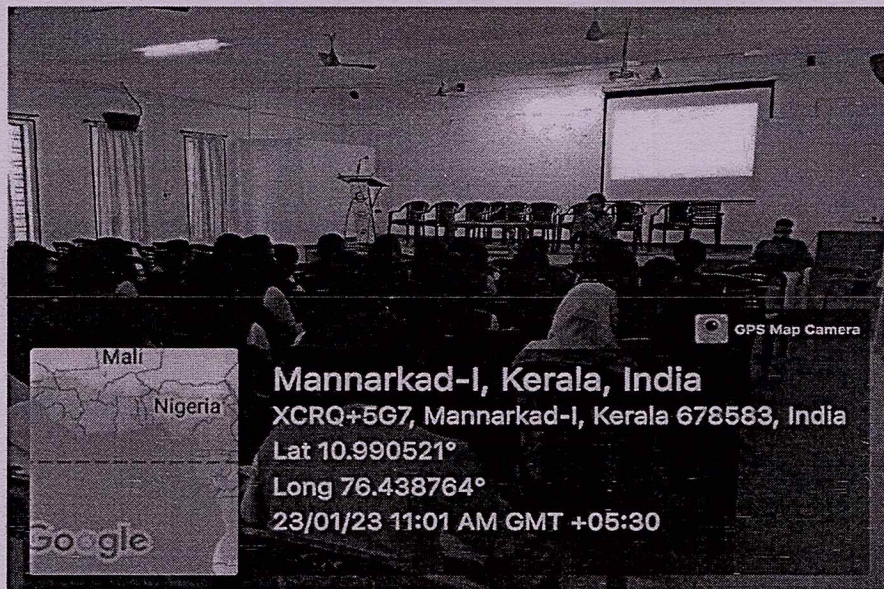 GPS Map Camera
Mali
Nigeria
Google
Mannarkad-I, Kerala, India
XCRQ+5G7, Mannarkad-I, Kerala 678583, India
Lat 10.990521°
Long 76.438764°
23/01/23 11:01 AM GMT +05:30